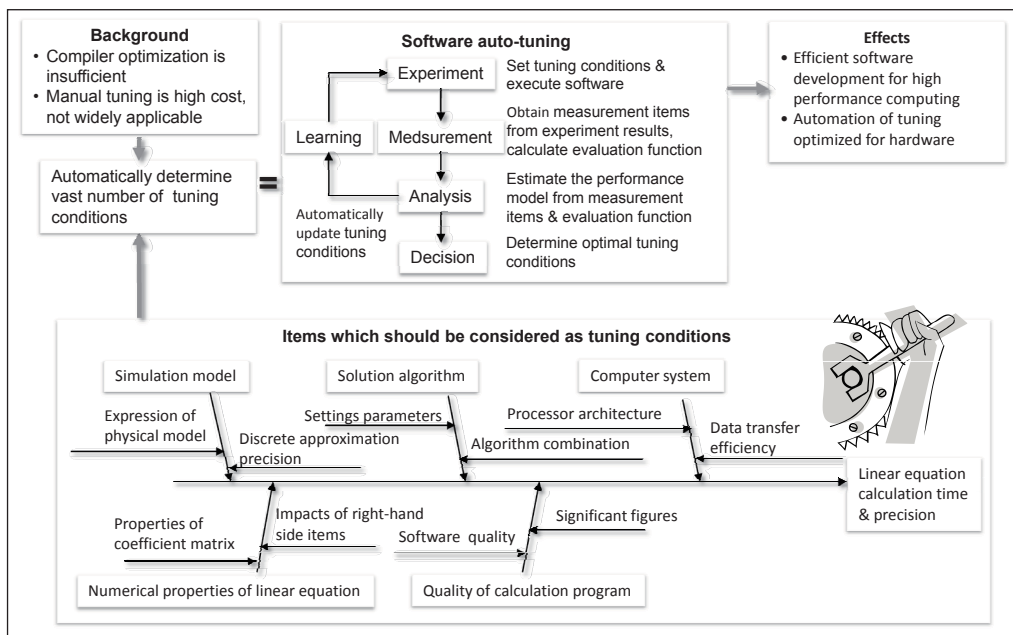 Background
• Compiler optimization is
insufficient
• Manual tuning is high cost,
not widely applicable
Automatically determine
vast number of tuning
conditions
=
Software auto-tuning
Experiment
Set tuning conditions &
execute software
Learning
Medsurement
Obtain measurement items
from experiment results,
calculate evaluation function
Analysis
Estimate the performance
model from measurement
items & evaluation function
Automatically
update tuning
conditions
Decision
Determine optimal tuning
conditions
Effects
• Efficient software
development for high
performance computing
• Automation of tuning
optimized for hardware
Items which should be considered as tuning conditions
Simulation model
Solution algorithm
Computer system
Expression of
physical model
Discrete approximation
precision
Settings parameters
Algorithm combination
Processor architecture
Data transfer
efficiency
Linear equation
calculation time
& precision
Properties of
coefficient matrix
Impacts of right-hand
side items
Software quality
Significant figures
Numerical properties of linear equation
Quality of calculation program